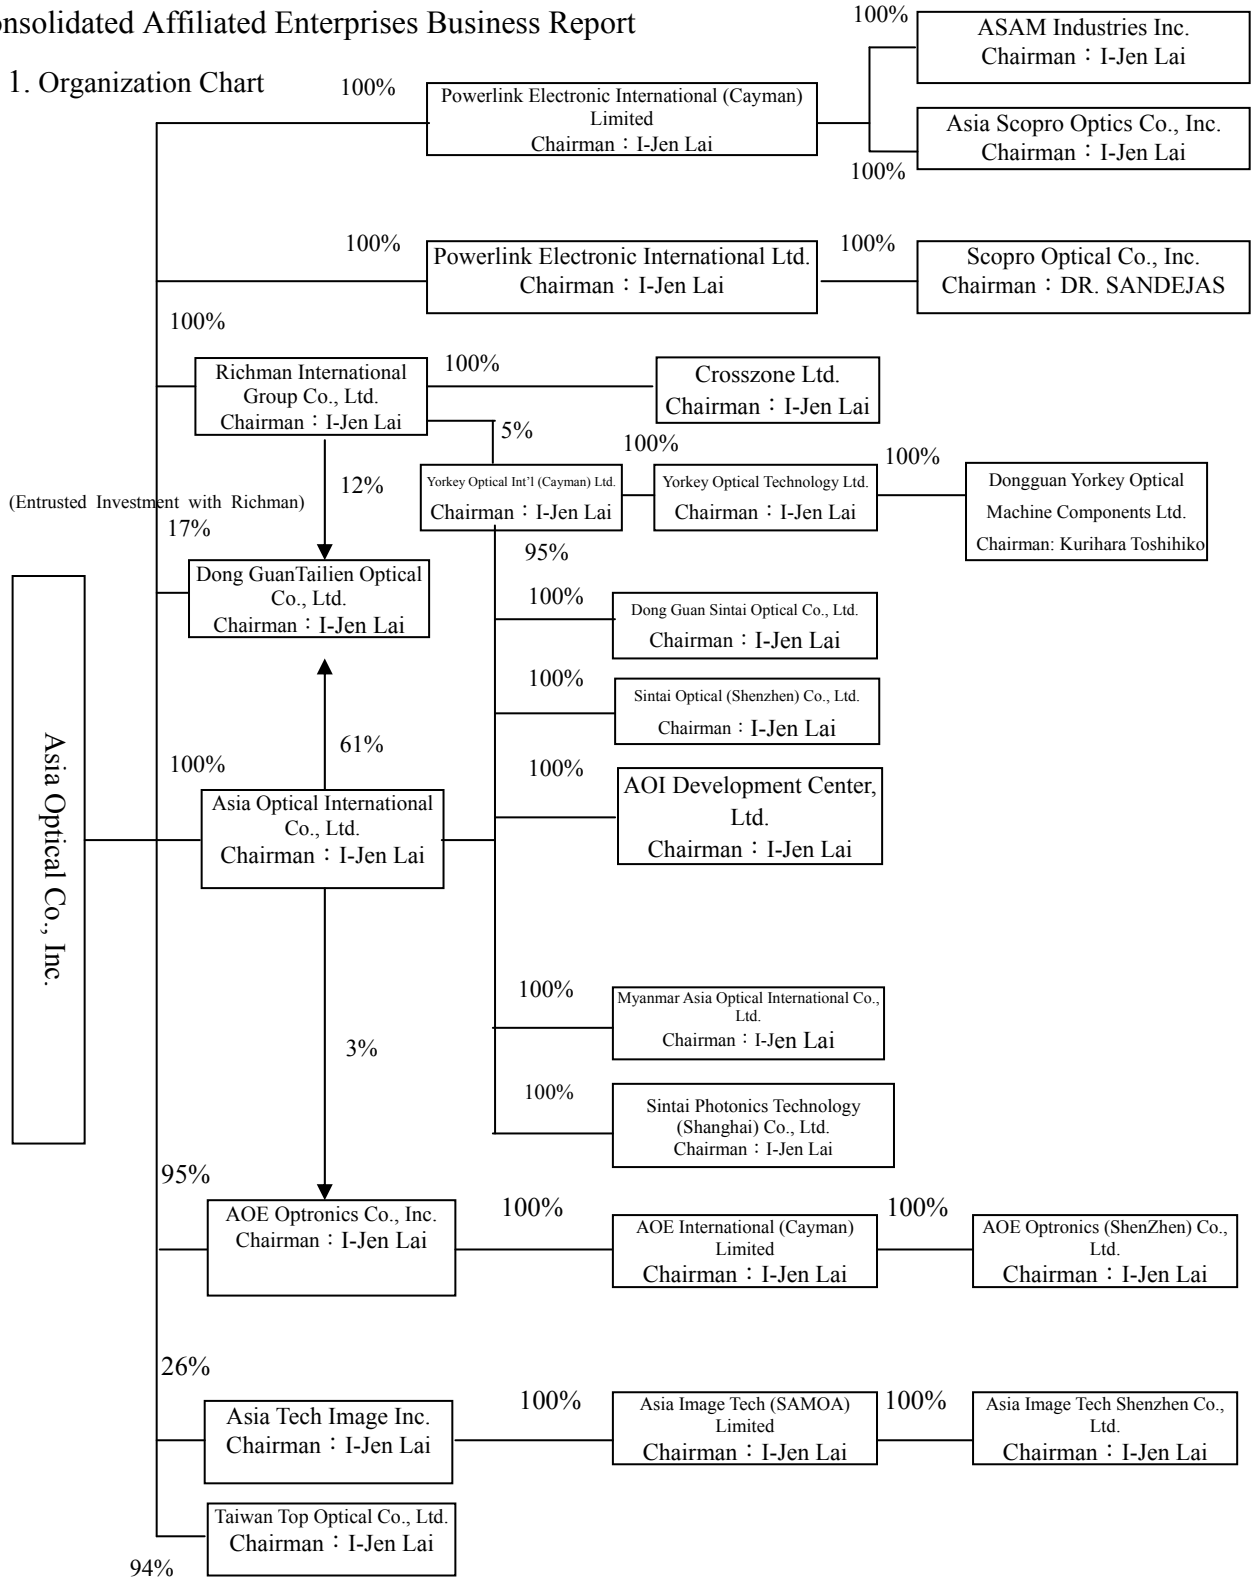 onsolidated Affiliated Enterprises Business Report
1. Organization Chart
100%
Powerlink Electronic International (Cayman)
Limited
Chairman：I-Jen Lai
100%
ASAM Industries Inc.
Chairman：I-Jen Lai
Asia Scopro Optics Co., Inc.
Chairman：I-Jen Lai
100%
100%
Powerlink Electronic International Ltd.
Chairman：I-Jen Lai
100%
Scopro Optical Co., Inc.
Chairman：DR. SANDEJAS
100%
Richman International
Group Co., Ltd.
Chairman：I-Jen Lai
100%
Crosszone Ltd.
Chairman：I-Jen Lai
5%
12%
Yorkey Optical Int'l (Cayman) Ltd.
Chairman：I-Jen Lai
100%
Yorkey Optical Technology Ltd.
Chairman：I-Jen Lai
100%
Dongguan Yorkey Optical
Machine Components Ltd.
Chairman: Kurihara Toshihiko
(Entrusted Investment with Richman)
17%
95%
Dong GuanTailien Optical
Co., Ltd.
Chairman：I-Jen Lai
100%
Dong Guan Sintai Optical Co., Ltd.
Chairman：I-Jen Lai
100%
Sintai Optical (Shenzhen) Co., Ltd.
Chairman：I-Jen Lai
61%
Asia Optical Co., Inc.
100%
Asia Optical International
Co., Ltd.
Chairman：I-Jen Lai
100%
AOI Development Center,
Ltd.
Chairman：I-Jen Lai
100%
Myanmar Asia Optical International Co.,
Ltd.
Chairman：I-Jen Lai
3%
100%
Sintai Photonics Technology
(Shanghai) Co., Ltd.
Chairman：I-Jen Lai
95%
AOE Optronics Co., Inc.
Chairman：I-Jen Lai
100%
AOE International (Cayman)
Limited
Chairman：I-Jen Lai
100%
AOE Optronics (ShenZhen) Co.,
Ltd.
Chairman：I-Jen Lai
26%
Asia Tech Image Inc.
Chairman：I-Jen Lai
100%
Asia Image Tech (SAMOA)
Limited
Chairman：I-Jen Lai
100%
Asia Image Tech Shenzhen Co.,
Ltd.
Chairman：I-Jen Lai
Taiwan Top Optical Co., Ltd.
Chairman：I-Jen Lai
94%